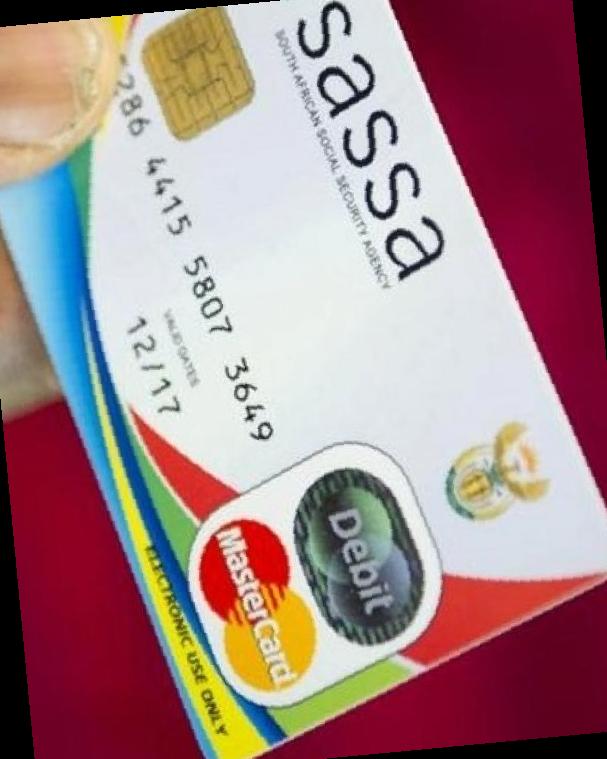 sassa
SOUTH AFRICAN SOCIAL SECURITY AGENCY
286 4415 5807 3649
VALID DATES
12/17
Debit
MasterCard
ELECTRONIC USE ONLY